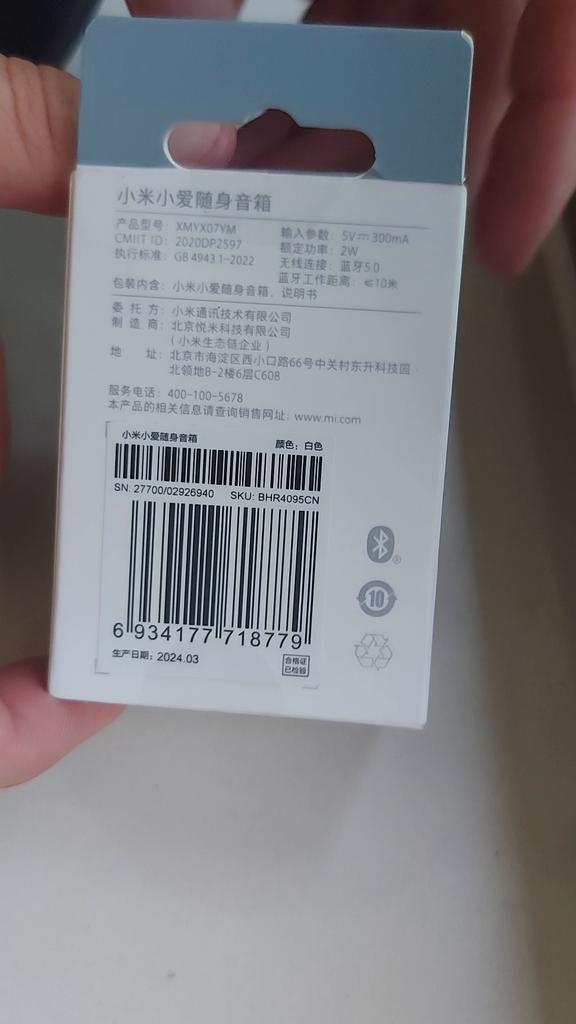 小米小爱随身音箱
产品型号：XMYX07YM
CMIIT ID：2020DP2597
执行标准：GB 4943.1-2022
输入参数：5V⎓300mA
额定功率：2W
无线连接：蓝牙5.0
蓝牙工作距离：≤10米
包装内含：小米小爱随身音箱、说明书
委托方：小米通讯技术有限公司
制造商：北京悦米科技有限公司
（小米生态链企业）
地址：北京市海淀区西小口路66号中关村东升科技园·
北领地B-2楼6层C608
服务电话：400-100-5678
本产品的相关信息请查询销售网址：www.mi.com
小米小爱随身音箱 颜色：白色
SN: 27700/02926940 SKU: BHR4095CN
6 934177 718779
生产日期：2024.03
合格证
已检验
10